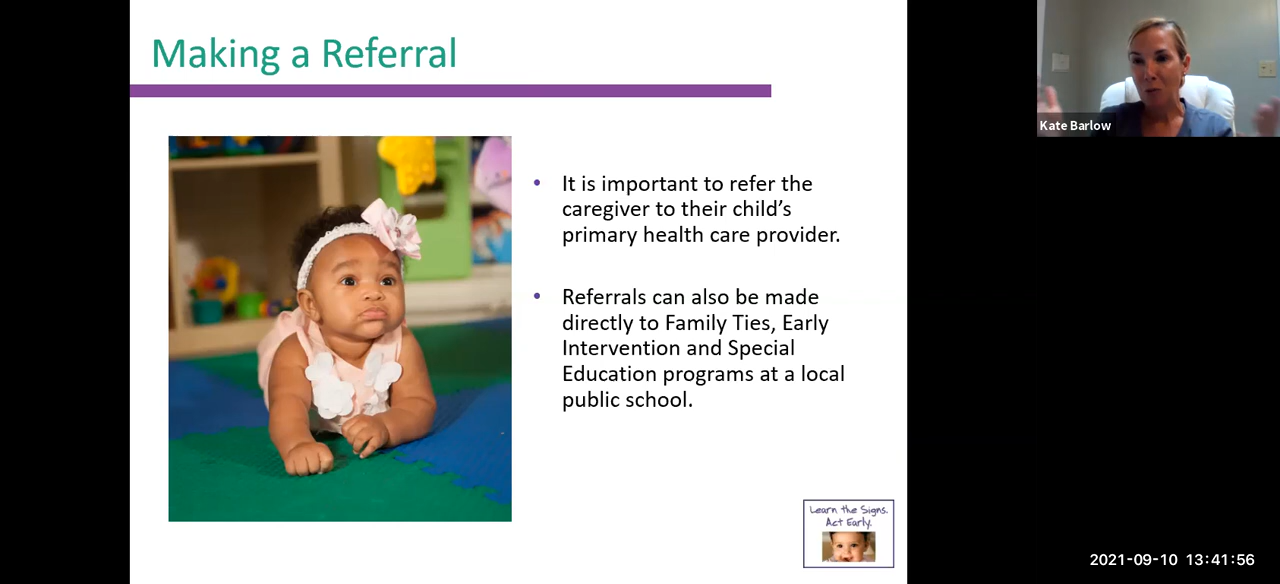 Making a Referral
Kate Barlow
• It is important to refer the
caregiver to their child’s
primary health care provider.
• Referrals can also be made
directly to Family Ties, Early
Intervention and Special
Education programs at a local
public school.
Learn the Signs.
Act Early.
2021-09-10 13:41:56